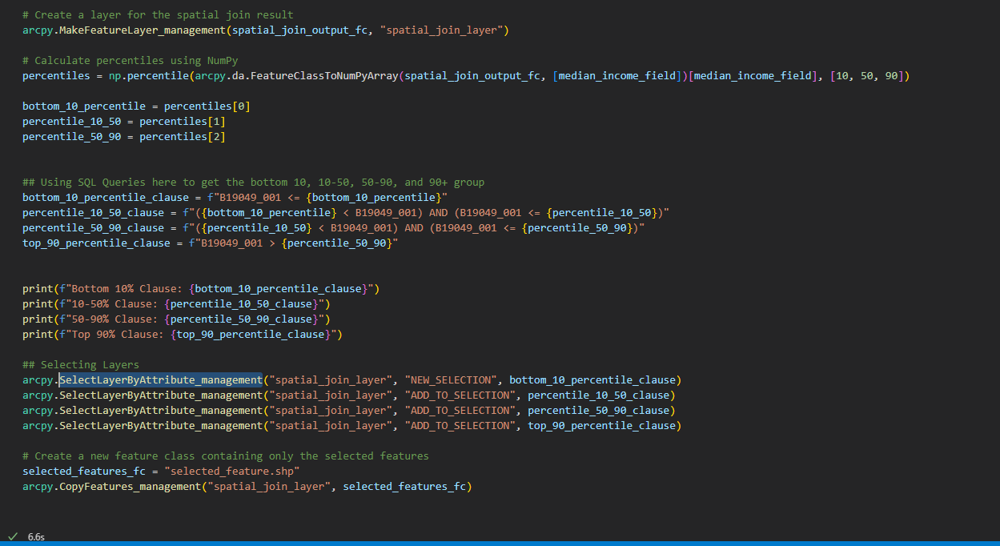 # Create a layer for the spatial join result
arcpy.MakeFeatureLayer_management(spatial_join_output_fc, "spatial_join_layer")
# Calculate percentiles using NumPy
percentiles = np.percentile(arcpy.da.FeatureClassToNumPyArray(spatial_join_output_fc, [median_income_field])[median_income_field], [10, 50, 90])
bottom_10_percentile = percentiles[0]
percentile_10_50 = percentiles[1]
percentile_50_90 = percentiles[2]
## Using SQL Queries here to get the bottom 10, 10-50, 50-90, and 90+ group
bottom_10_percentile_clause = f"B19049_001 <= {bottom_10_percentile}"
percentile_10_50_clause = f"({bottom_10_percentile} < B19049_001) AND (B19049_001 <= {percentile_10_50})"
percentile_50_90_clause = f"({percentile_10_50} < B19049_001) AND (B19049_001 <= {percentile_50_90})"
top_90_percentile_clause = f"B19049_001 > {percentile_50_90}"
print(f"Bottom 10% Clause: {bottom_10_percentile_clause}")
print(f"10-50% Clause: {percentile_10_50_clause}")
print(f"50-90% Clause: {percentile_50_90_clause}")
print(f"Top 90% Clause: {top_90_percentile_clause}")
## Selecting Layers
arcpy.SelectLayerByAttribute_management("spatial_join_layer", "NEW_SELECTION", bottom_10_percentile_clause)
arcpy.SelectLayerByAttribute_management("spatial_join_layer", "ADD_TO_SELECTION", percentile_10_50_clause)
arcpy.SelectLayerByAttribute_management("spatial_join_layer", "ADD_TO_SELECTION", percentile_50_90_clause)
arcpy.SelectLayerByAttribute_management("spatial_join_layer", "ADD_TO_SELECTION", top_90_percentile_clause)
# Create a new feature class containing only the selected features
selected_features_fc = "selected_feature.shp"
arcpy.CopyFeatures_management("spatial_join_layer", selected_features_fc)
6.6s